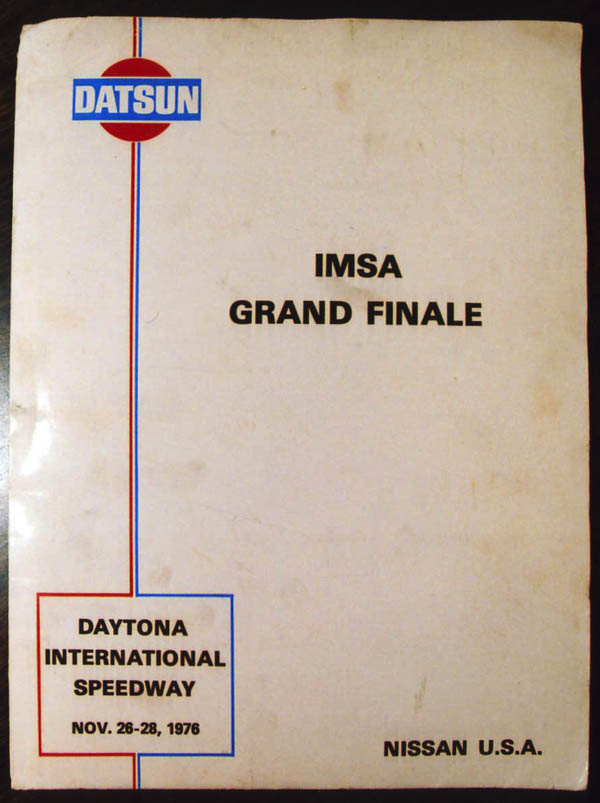 DATSUN
IMSA
GRAND FINALE
DAYTONA
INTERNATIONAL
SPEEDWAY
NOV. 26-28, 1976
NISSAN U.S.A.